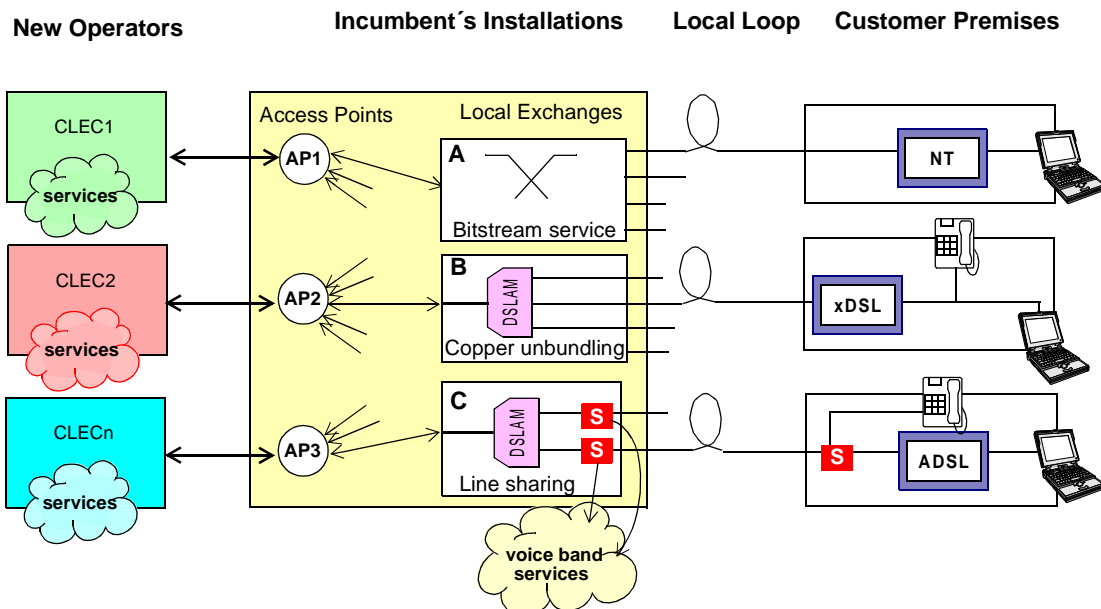 New Operators
Incumbent´s Installations
Local Loop
Customer Premises
Access Points
Local Exchanges
CLEC1
services
AP1
A
Bitstream service
NT
CLEC2
services
AP2
B
DSLAM
Copper unbundling
xDSL
CLECn
services
AP3
C
DSLAM
S
S
Line sharing
S
ADSL
voice band
services